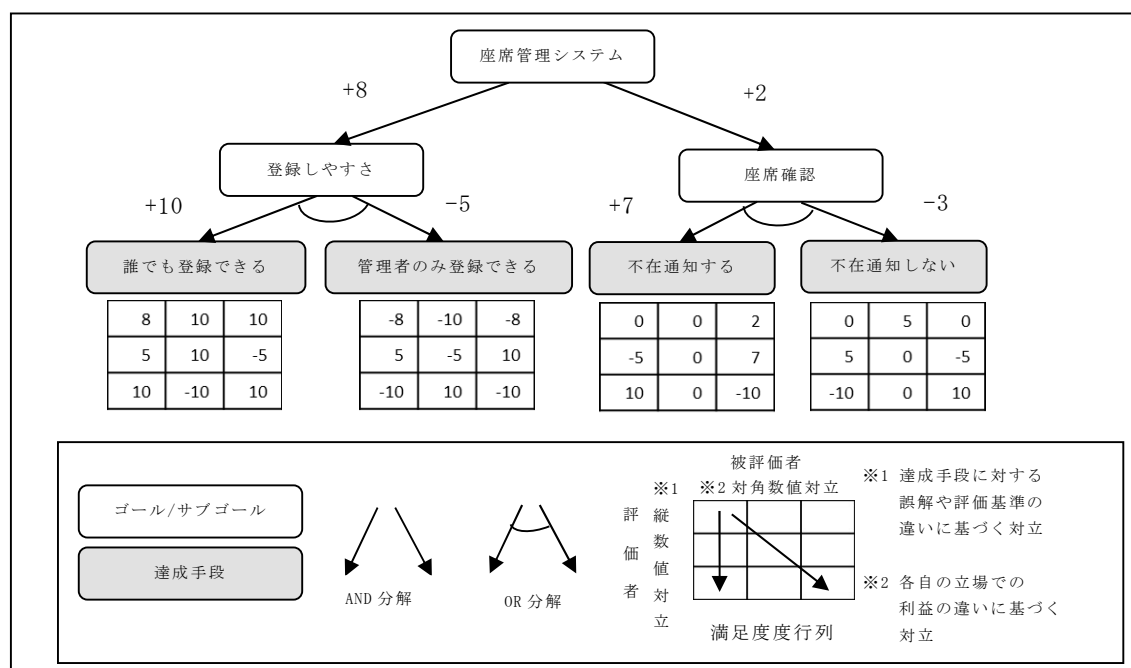 座席管理システム
+8
+2
登録しやすさ
座席確認
+10
-5
+7
-3
誰でも登録できる
管理者のみ登録できる
不在通知する
不在通知しない
8 10 10
5 10 -5
10 -10 10
-8 -10 -8
5 -5 10
-10 10 -10
0 0 2
-5 0 7
10 0 -10
0 5 0
5 0 -5
-10 0 10
ゴール/サブゴール
達成手段
AND 分解
OR 分解
※1
縦数値対立
評価者
被評価者
※2 対角数値対立
満足度度行列
※1 達成手段に対する
誤解や評価基準の
違いに基づく対立
※2 各自の立場での
利益の違いに基づく
対立